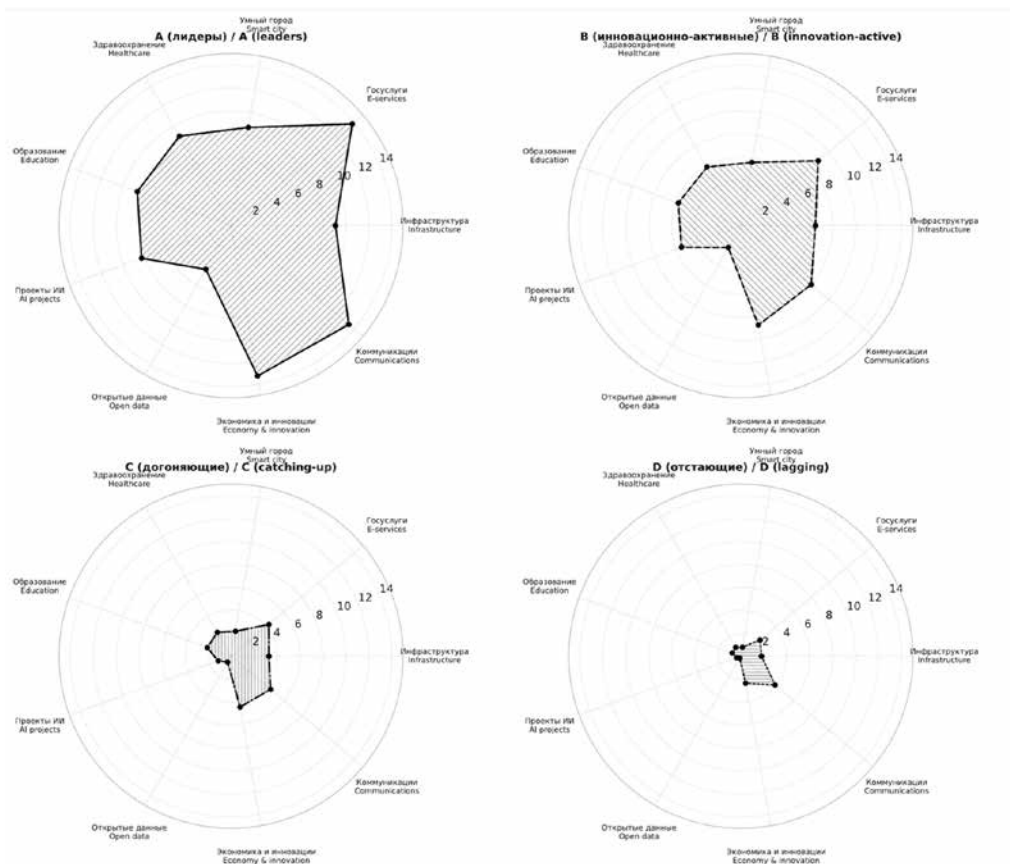 Умный город
Smart city
A (лидеры) / A (leaders)
Здравоохранение
Healthcare
Госуслуги
E-services
Образование
Education
2 4 6 8 10 12 14
Инфраструктура
Infrastructure
Проекты ИИ
AI projects
Коммуникации
Communications
Открытые данные
Open data
Экономика и инновации
Economy & innovation
Умный город
Smart city
B (инновационно-активные) / B (innovation-active)
Здравоохранение
Healthcare
Госуслуги
E-services
Образование
Education
2 4 6 8 10 12 14
Инфраструктура
Infrastructure
Проекты ИИ
AI projects
Коммуникации
Communications
Открытые данные
Open data
Экономика и инновации
Economy & innovation
Умный город
Smart city
C (догоняющие) / C (catching-up)
Здравоохранение
Healthcare
Госуслуги
E-services
Образование
Education
2 4 6 8 10 12 14
Инфраструктура
Infrastructure
Проекты ИИ
AI projects
Коммуникации
Communications
Открытые данные
Open data
Экономика и инновации
Economy & innovation
Умный город
Smart city
D (отстающие) / D (lagging)
Здравоохранение
Healthcare
Госуслуги
E-services
Образование
Education
2 4 6 8 10 12 14
Инфраструктура
Infrastructure
Проекты ИИ
AI projects
Коммуникации
Communications
Открытые данные
Open data
Экономика и инновации
Economy & innovation